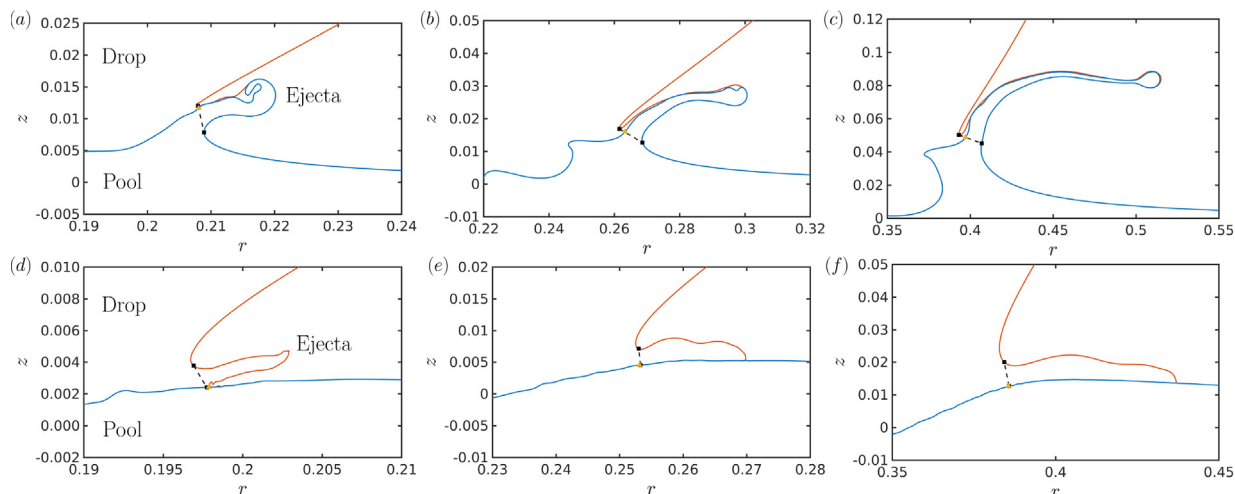 (a)
0.025
0.020
0.015
0.010
0.005
0
-0.005
z
Drop
Ejecta
Pool
0.19 0.2 0.21 0.22 0.23 0.24
r
(b)
0.05
0.04
0.03
0.02
0.01
0
-0.01
z
0.22 0.24 0.26 0.28 0.3 0.32
r
(c)
0.12
0.10
0.08
0.06
0.04
0.02
0
z
0.35 0.4 0.45 0.5 0.55
r
(d)
0.010
0.008
0.006
0.004
0.002
0.000
-0.002
z
Drop
Ejecta
Pool
0.19 0.195 0.2 0.205 0.21
r
(e)
0.020
0.015
0.010
0.005
0
-0.005
-0.01
z
0.23 0.24 0.25 0.26 0.27 0.28
r
(f)
0.05
0.04
0.03
0.02
0.01
0
-0.01
z
0.35 0.4 0.45
r